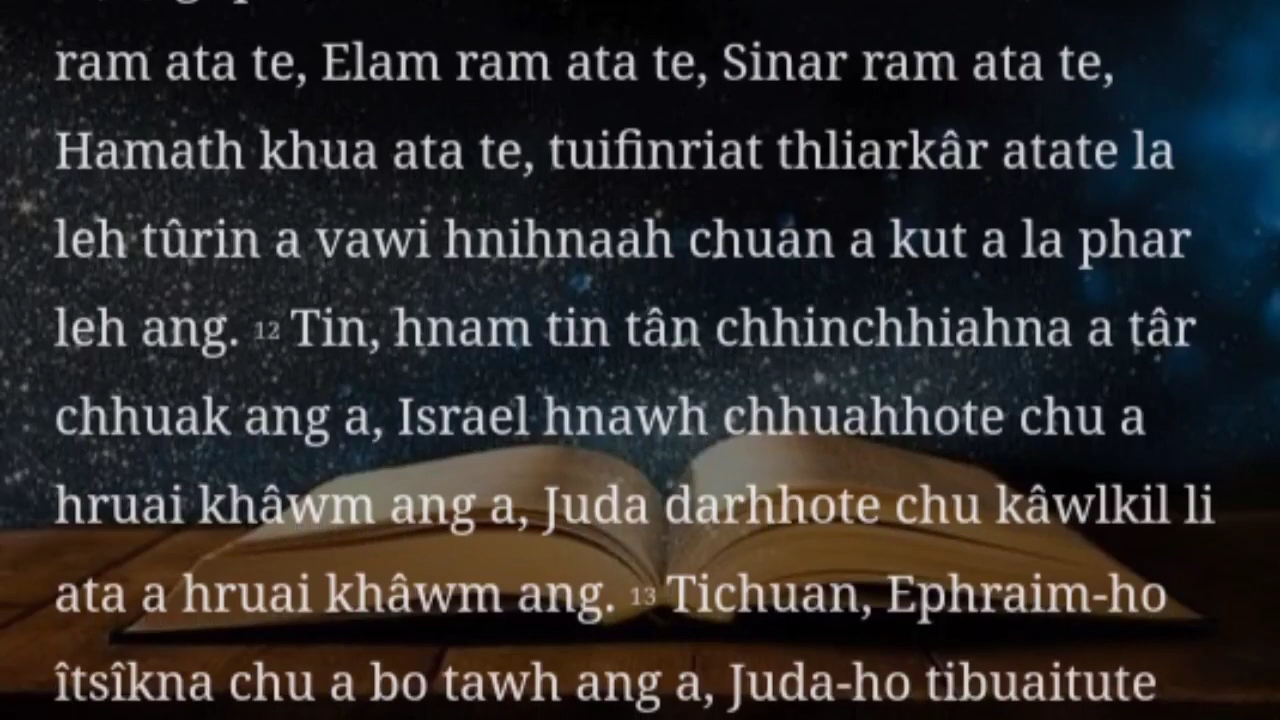 ram ata te, Elam ram ata te, Sinar ram ata te,
Hamath khua ata te, tuifinriat thliarkâr atate la
leh tûrin a vawi hnihnaah chuan a kut a la phar
leh ang. 12 Tin, hnam tin tân chhinchhiahna a târ
chhuak ang a, Israel hnawh chhuahhote chu a
hruai khâwm ang a, Juda darhhote chu kâwlkil li
ata a hruai khâwm ang. 13 Tichuan, Ephraim-ho
îtsîkna chu a bo tawh ang a, Juda-ho tibuaitute